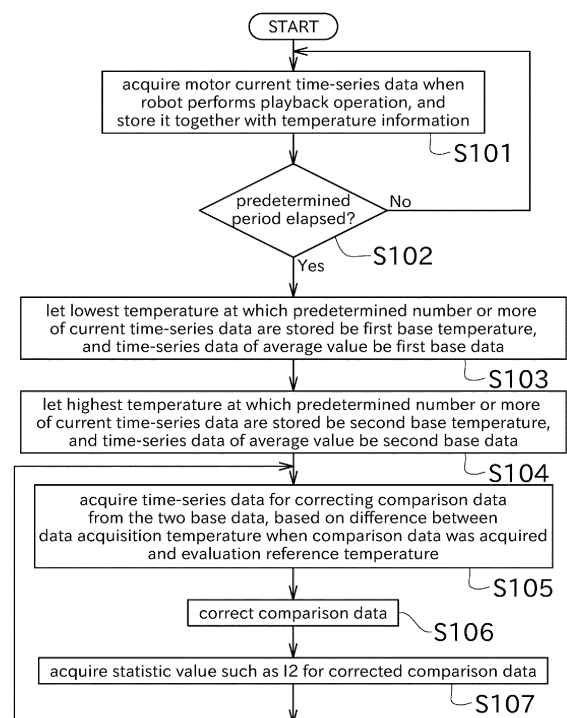 START
acquire motor current time-series data when
robot performs playback operation, and
store it together with temperature information
S101
predetermined
period elapsed?
No
S102
Yes
let lowest temperature at which predetermined number or more
of current time-series data are stored be first base temperature,
and time-series data of average value be first base data
S103
let highest temperature at which predetermined number or more
of current time-series data are stored be second base temperature,
and time-series data of average value be second base data
S104
acquire time-series data for correcting comparison data
from the two base data, based on difference between
data acquisition temperature when comparison data was acquired
and evaluation reference temperature
S105
correct comparison data
S106
acquire statistic value such as I2 for corrected comparison data
S107